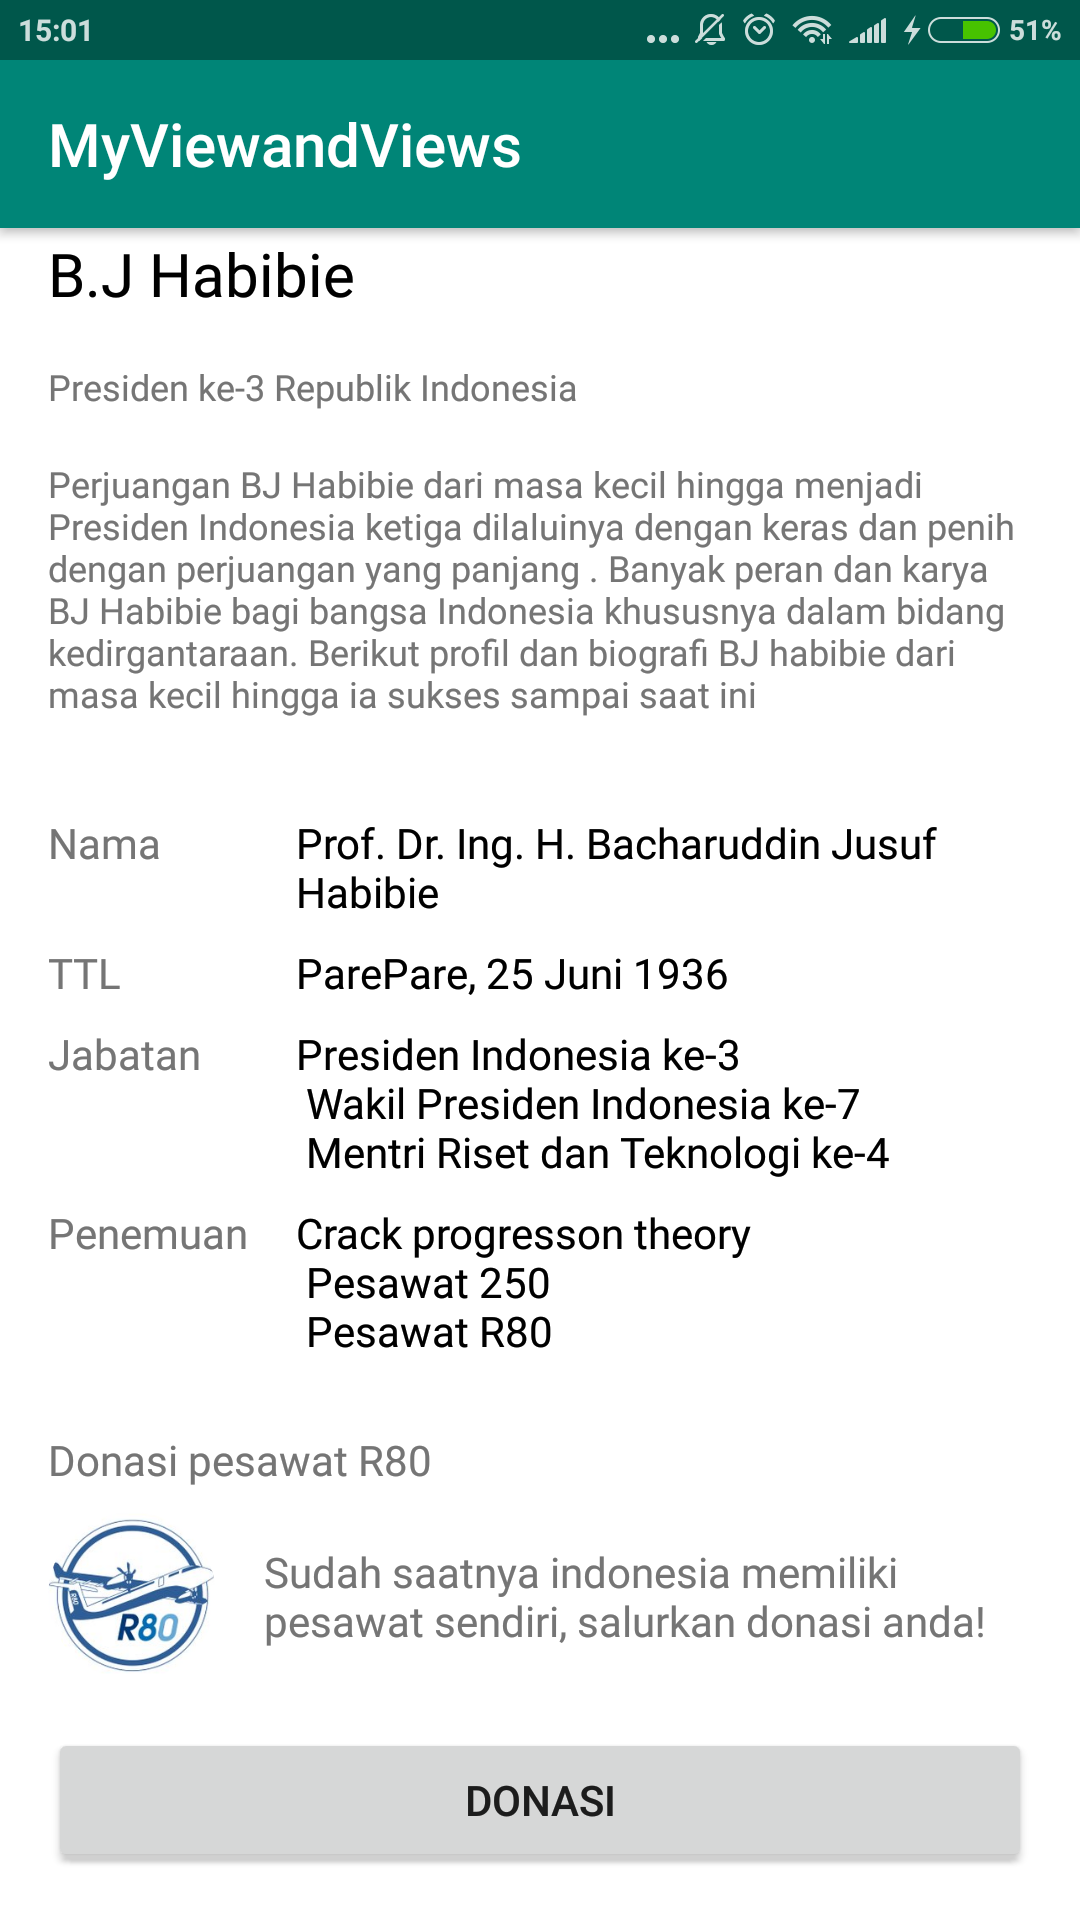 15:01
51%
MyViewandViews
B.J Habibie
Presiden ke-3 Republik Indonesia
Perjuangan BJ Habibie dari masa kecil hingga menjadi
Presiden Indonesia ketiga dilaluinya dengan keras dan penih
dengan perjuangan yang panjang . Banyak peran dan karya
BJ Habibie bagi bangsa Indonesia khususnya dalam bidang
kedirgantaraan. Berikut profil dan biografi BJ habibie dari
masa kecil hingga ia sukses sampai saat ini
Nama Prof. Dr. Ing. H. Bacharuddin Jusuf
Habibie
TTL ParePare, 25 Juni 1936
Jabatan Presiden Indonesia ke-3
Wakil Presiden Indonesia ke-7
Mentri Riset dan Teknologi ke-4
Penemuan Crack progresson theory
Pesawat 250
Pesawat R80
Donasi pesawat R80
R80
R80
Sudah saatnya indonesia memiliki
pesawat sendiri, salurkan donasi anda!
DONASI